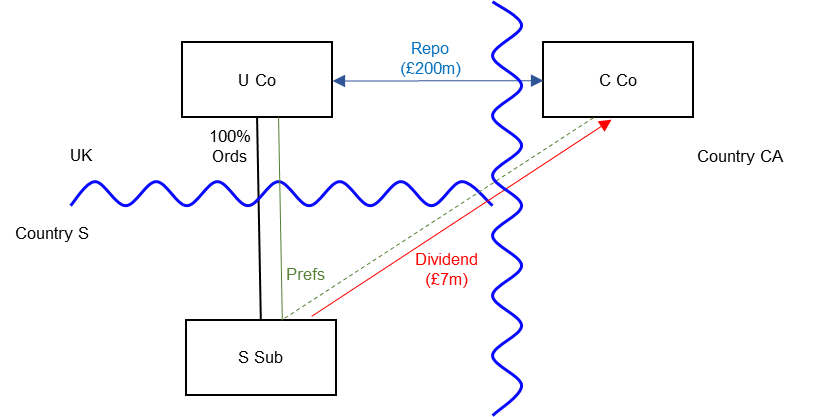 Repo
(£200m)
U Co
C Co
100%
Ords
UK
Country CA
Country S
Dividend
(£7m)
Prefs
S Sub